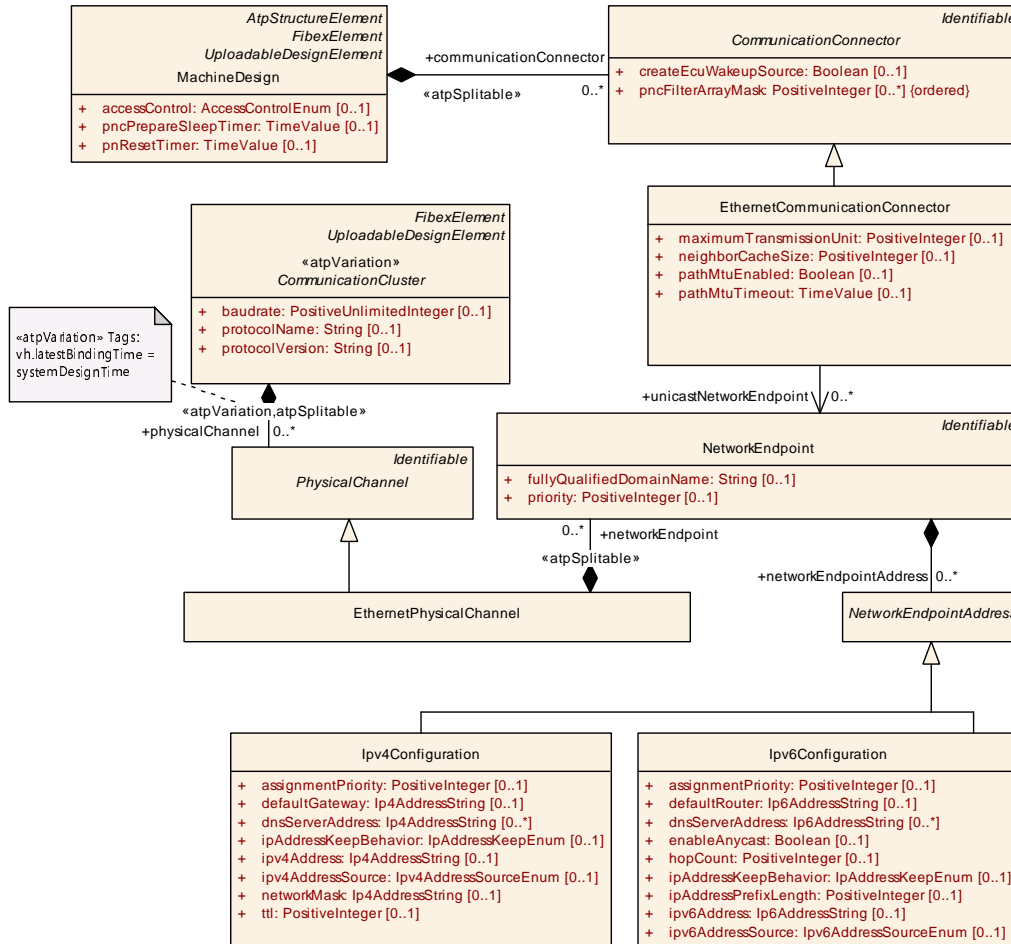 AtpStructureElement
FibexElement
UploadableDesignElement
MachineDesign
+ accessControl: AccessControlEnum [0..1]
+ pncPrepareSleepTimer: TimeValue [0..1]
+ pnResetTimer: TimeValue [0..1]
+communicationConnector
«atpSplitable»
0..*
Identifiable
CommunicationConnector
+ createEcuWakeupSource: Boolean [0..1]
+ pncFilterArrayMask: PositiveInteger [0..*] {ordered}
EthernetCommunicationConnector
+ maximumTransmissionUnit: PositiveInteger [0..1]
+ neighborCacheSize: PositiveInteger [0..1]
+ pathMtuEnabled: Boolean [0..1]
+ pathMtuTimeout: TimeValue [0..1]
FibexElement
UploadableDesignElement
«atpVariation»
CommunicationCluster
+ baudrate: PositiveUnlimitedInteger [0..1]
+ protocolName: String [0..1]
+ protocolVersion: String [0..1]
«atpVariation» Tags:
vh.latestBindingTime =
systemDesignTime
«atpVariation,atpSplitable»
+physicalChannel
0..*
+unicastNetworkEndpoint
0..*
Identifiable
PhysicalChannel
Identifiable
NetworkEndpoint
+ fullyQualifiedDomainName: String [0..1]
+ priority: PositiveInteger [0..1]
0..*
+networkEndpoint
«atpSplitable»
+networkEndpointAddress
0..*
EthernetPhysicalChannel
NetworkEndpointAddress
Ipv4Configuration
+ assignmentPriority: PositiveInteger [0..1]
+ defaultGateway: Ip4AddressString [0..1]
+ dnsServerAddress: Ip4AddressString [0..*]
+ ipAddressKeepBehavior: IpAddressKeepEnum [0..1]
+ ipv4Address: Ip4AddressString [0..1]
+ ipv4AddressSource: Ipv4AddressSourceEnum [0..1]
+ networkMask: Ip4AddressString [0..1]
+ ttl: PositiveInteger [0..1]
Ipv6Configuration
+ assignmentPriority: PositiveInteger [0..1]
+ defaultRouter: Ip6AddressString [0..1]
+ dnsServerAddress: Ip6AddressString [0..*]
+ enableAnycast: Boolean [0..1]
+ hopCount: PositiveInteger [0..1]
+ ipAddressKeepBehavior: IpAddressKeepEnum [0..1]
+ ipAddressPrefixLength: PositiveInteger [0..1]
+ ipv6Address: Ip6AddressString [0..1]
+ ipv6AddressSource: Ipv6AddressSourceEnum [0..1]